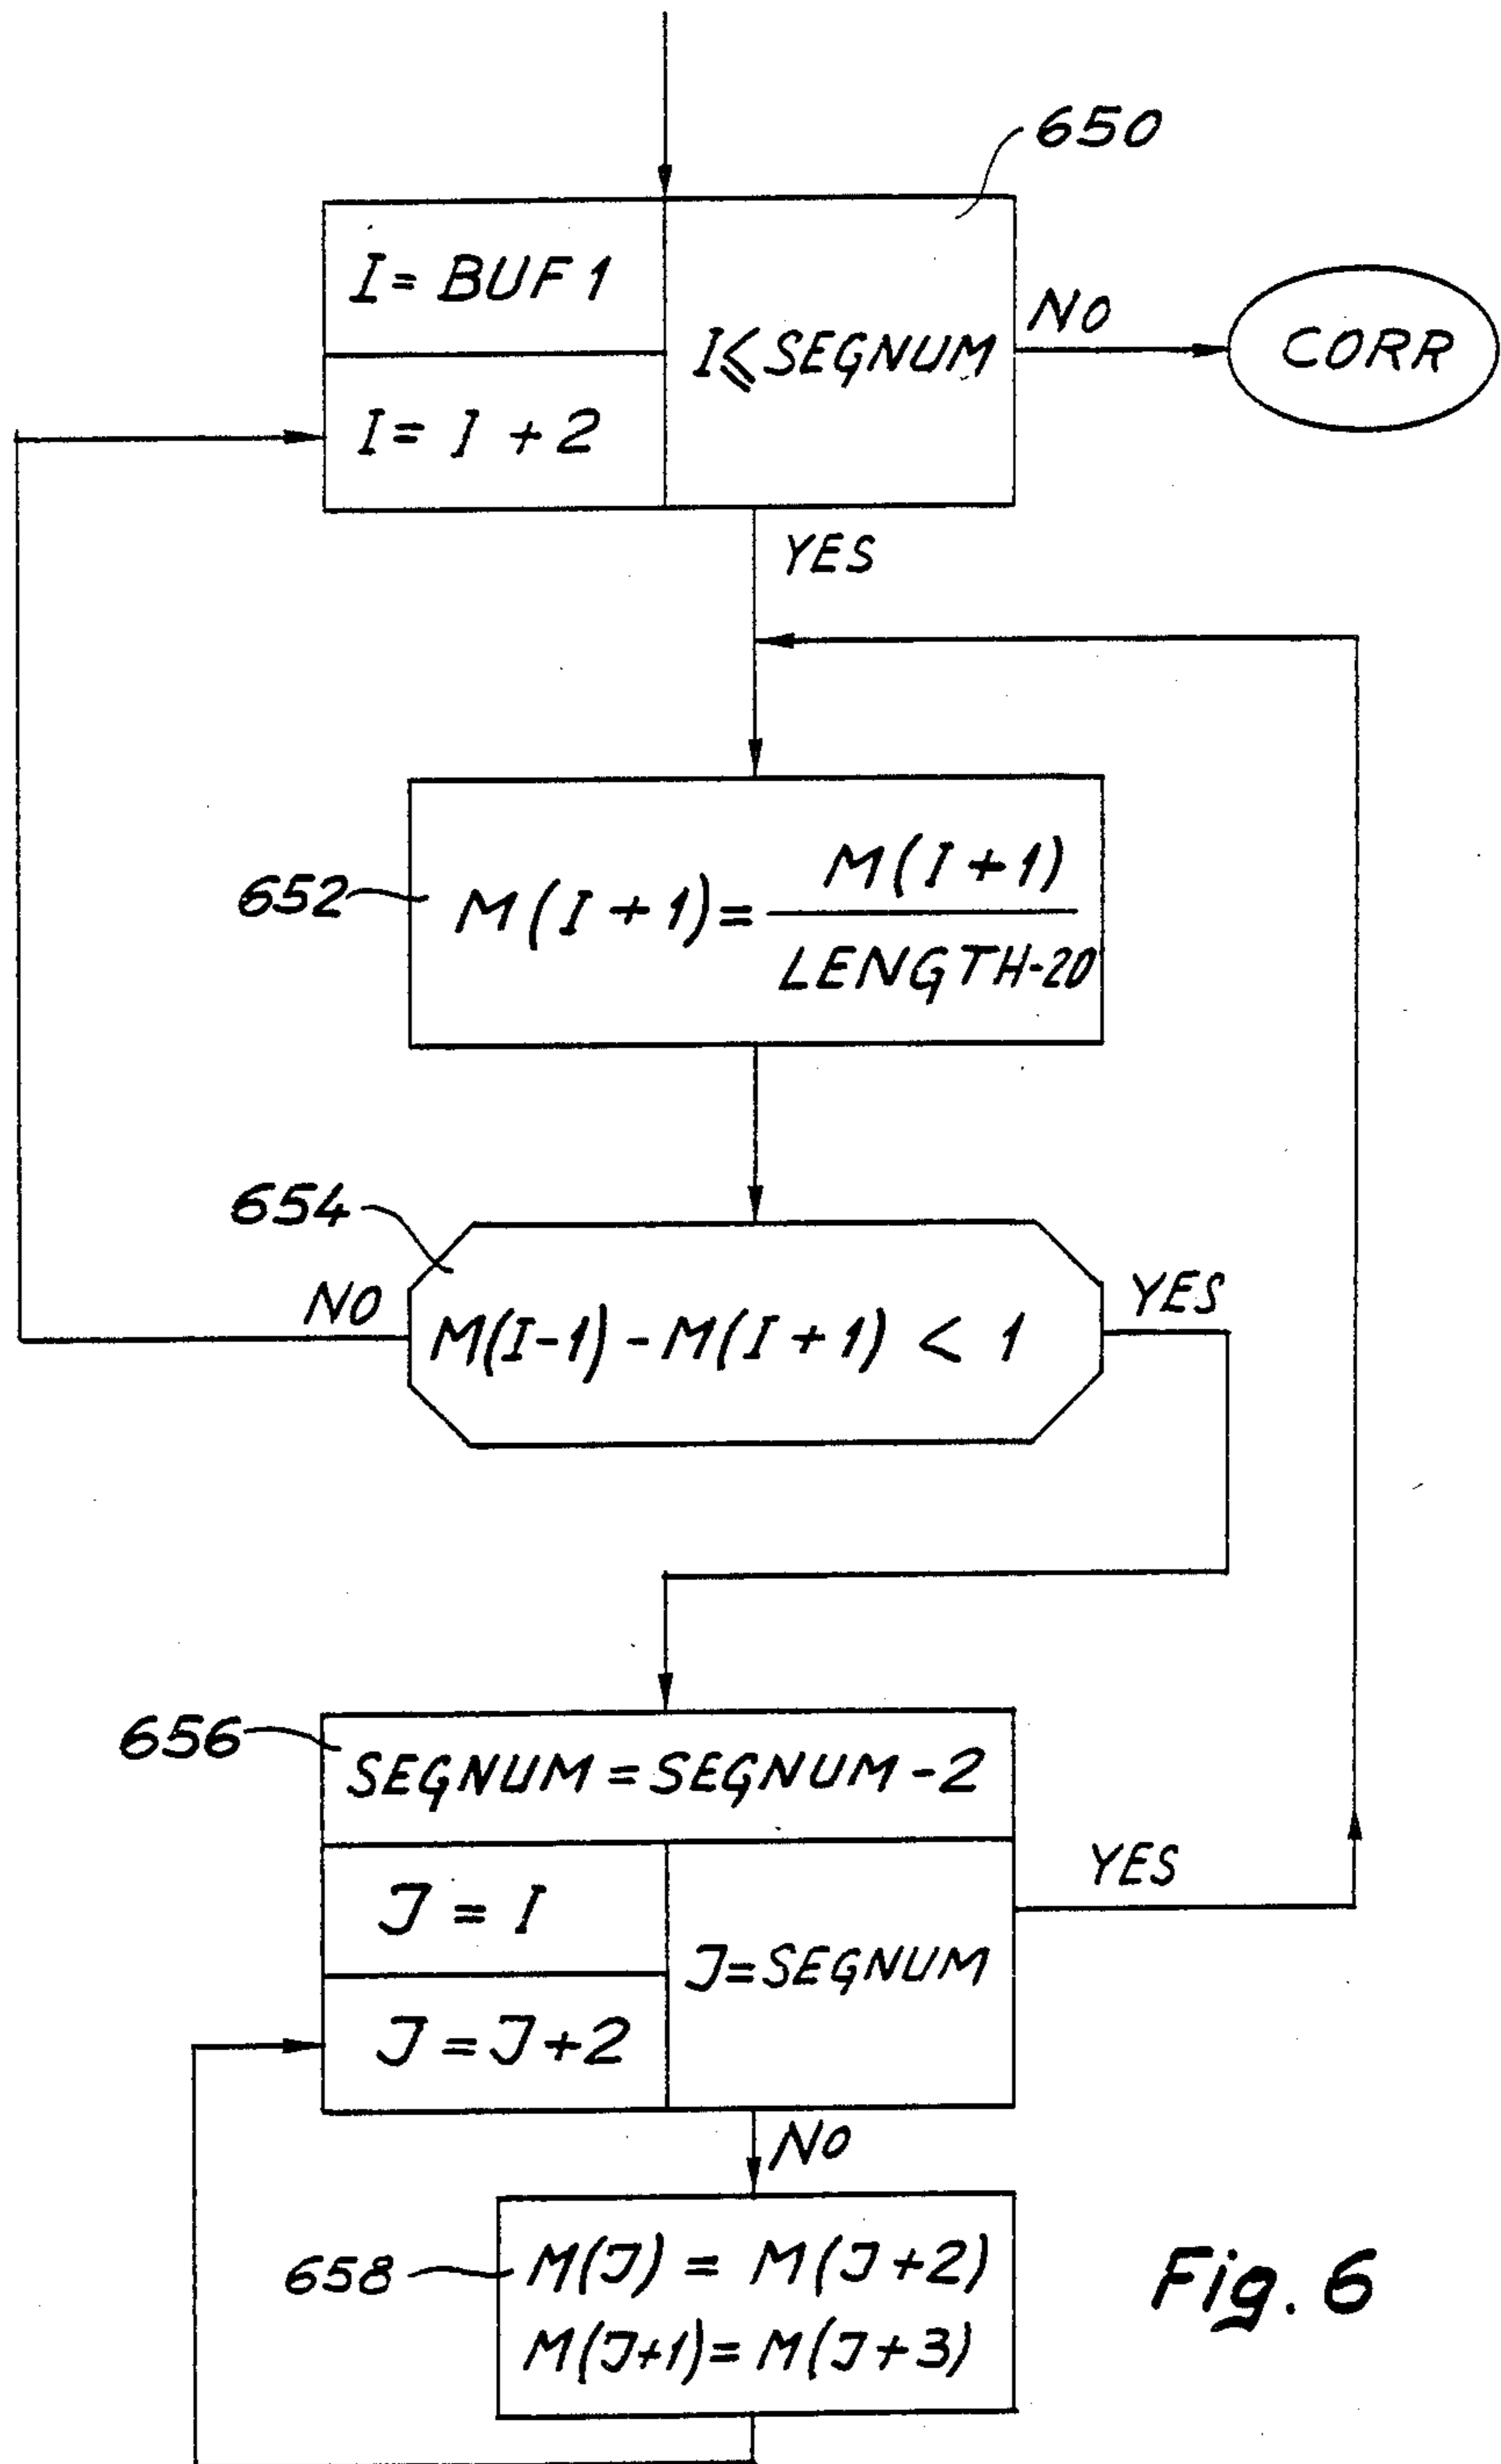 650
I = BUF 1
I = I + 2
I ≤ SEGNUM
NO
CORR
YES
652
M(I + 1) = M(I + 1)
LENGTH-20
654
NO
M(I-1) - M(I + 1) < 1
YES
656
SEGNUM = SEGNUM - 2
J = I
J = J+2
J = SEGNUM
YES
NO
658
M(J) = M(J+2)
M(J+1) = M(J+3)
Fig. 6